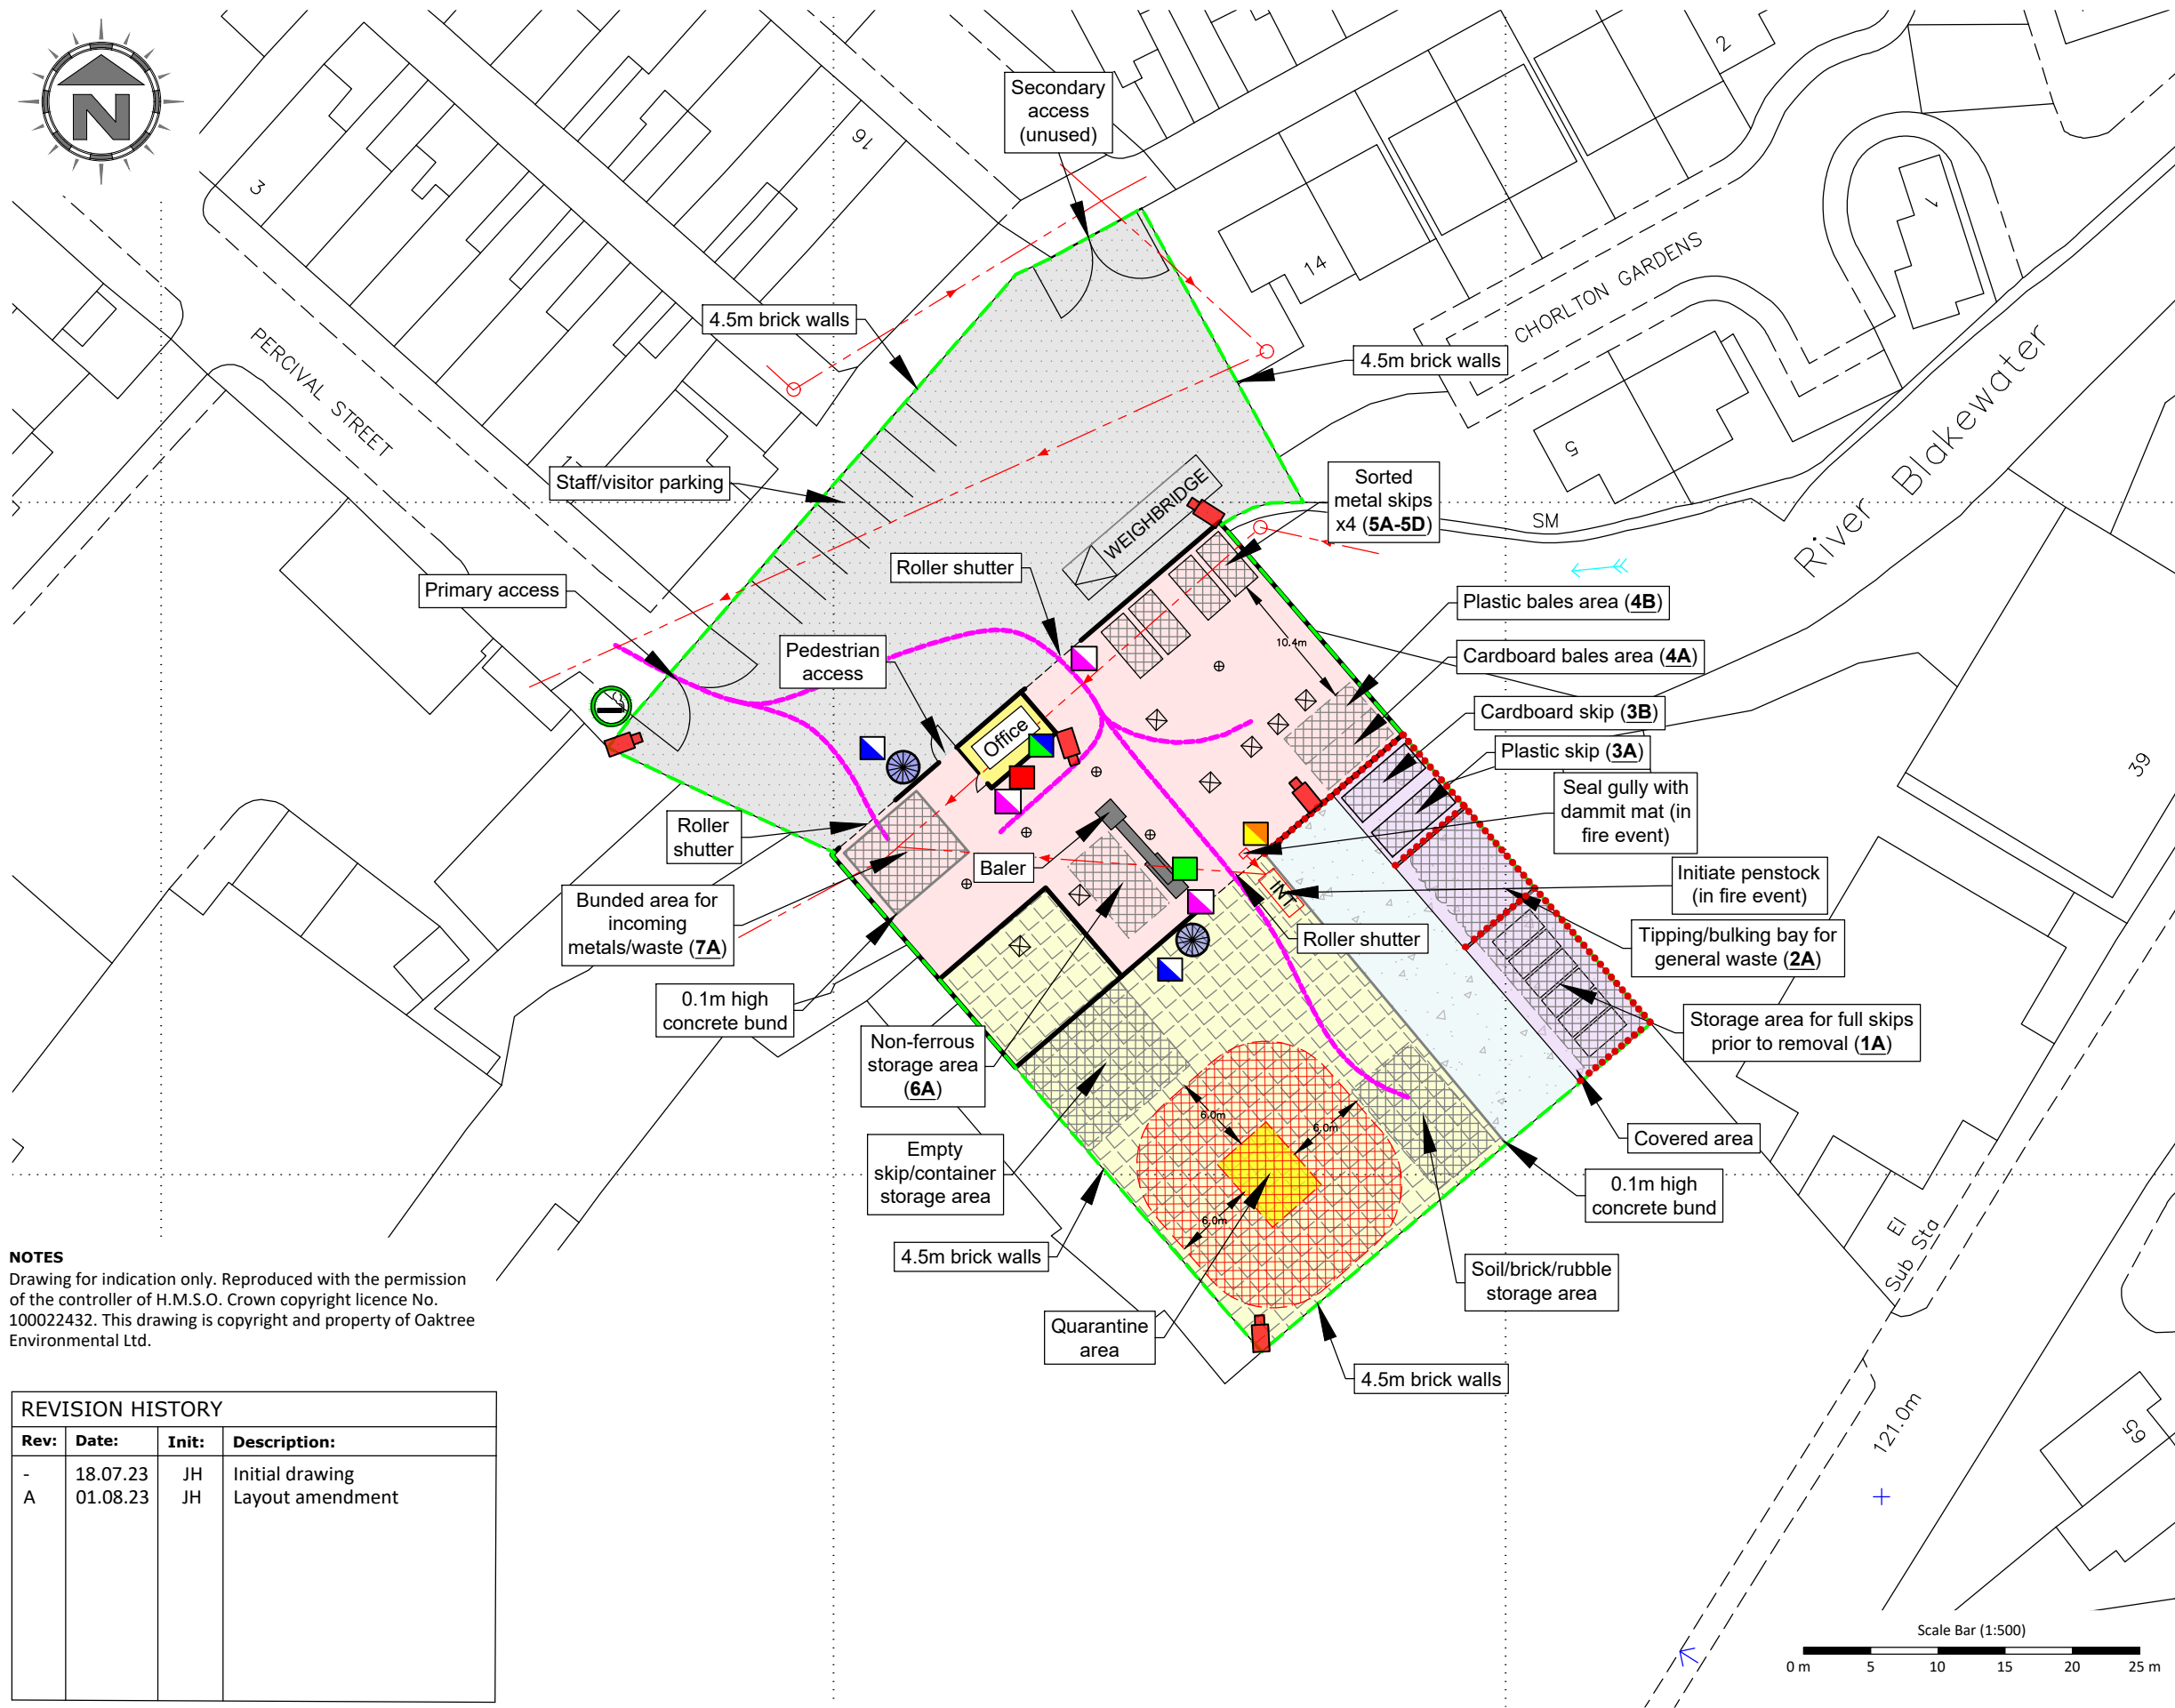 N
Secondary
access
(unused)
2
16
3
1
14
CHORLTON GARDENS
4.5m brick walls
4.5m brick walls
PERCIVAL STREET
River Blakewater
5
Staff/visitor parking
WEIGHBRIDGE
Sorted
metal skips
x4 (5A-5D)
SM
Roller shutter
Primary access
Plastic bales area (4B)
10.4m
Pedestrian
access
Cardboard bales area (4A)
Cardboard skip (3B)
Office
Plastic skip (3A)
39
Seal gully with
dammit mat (in
fire event)
Roller
shutter
Baler
INT
Initiate penstock
(in fire event)
Bunded area for
incoming
metals/waste (7A)
Roller shutter
Tipping/bulking bay for
general waste (2A)
0.1m high
concrete bund
Storage area for full skips
prior to removal (1A)
Non-ferrous
storage area
(6A)
6.0m
6.0m
Covered area
Empty
skip/container
storage area
0.1m high
concrete bund
6.0m
El
Sub Sta
4.5m brick walls
Soil/brick/rubble
storage area
Quarantine
area
4.5m brick walls
65
121.0m
NOTES
Drawing for indication only. Reproduced with the permission
of the controller of H.M.S.O. Crown copyright licence No.
100022432. This drawing is copyright and property of Oaktree
Environmental Ltd.
REVISION HISTORY
Rev: Date: Init: Description:
- 18.07.23 JH Initial drawing
A 01.08.23 JH Layout amendment
Scale Bar (1:500)
0 m 5 10 15 20 25 m